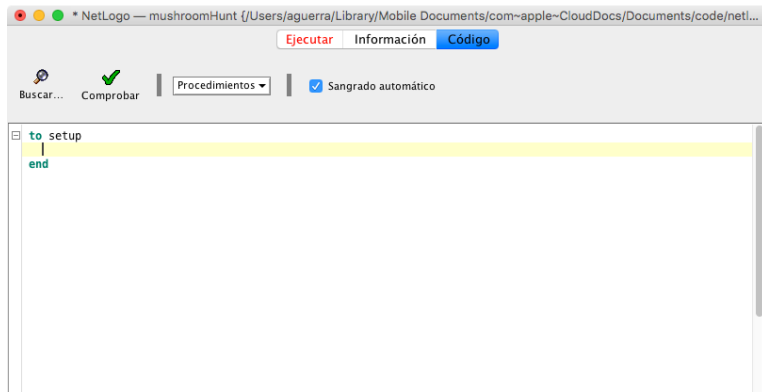 * NetLogo — mushroomHunt {/Users/aguerra/Library/Mobile Documents/com~apple~CloudDocs/Documents/code/netl...
Ejecutar Información Código
Buscar... Comprobar Procedimientos Sangrado automático
to setup
end